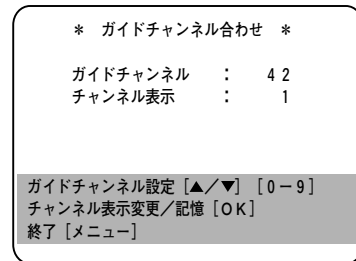 ＊ ガイドチャンネル合わせ ＊
ガイドチャンネル ： ４２
チャンネル表示 ： １
ガイドチャンネル設定［▲／▼］［０－９］
チャンネル表示変更／記憶［ＯＫ］
終了［メニュー］